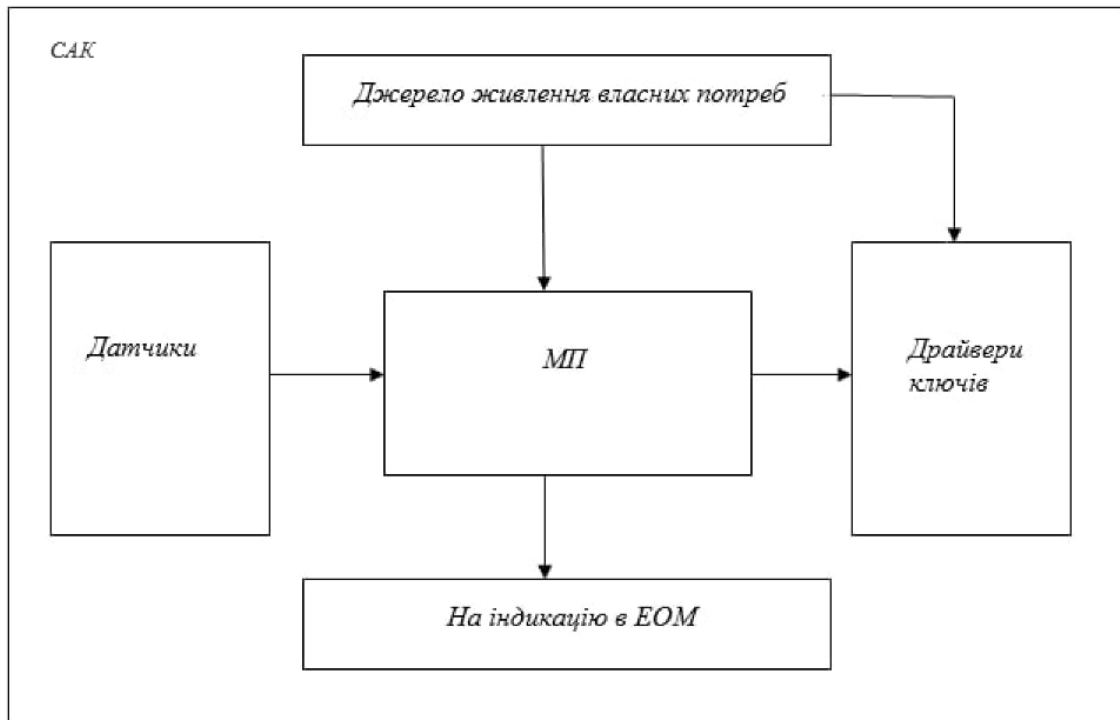 САК
Джерело живлення власних потреб
Датчики
МП
Драйвери
ключів
На індикацію в ЕОМ